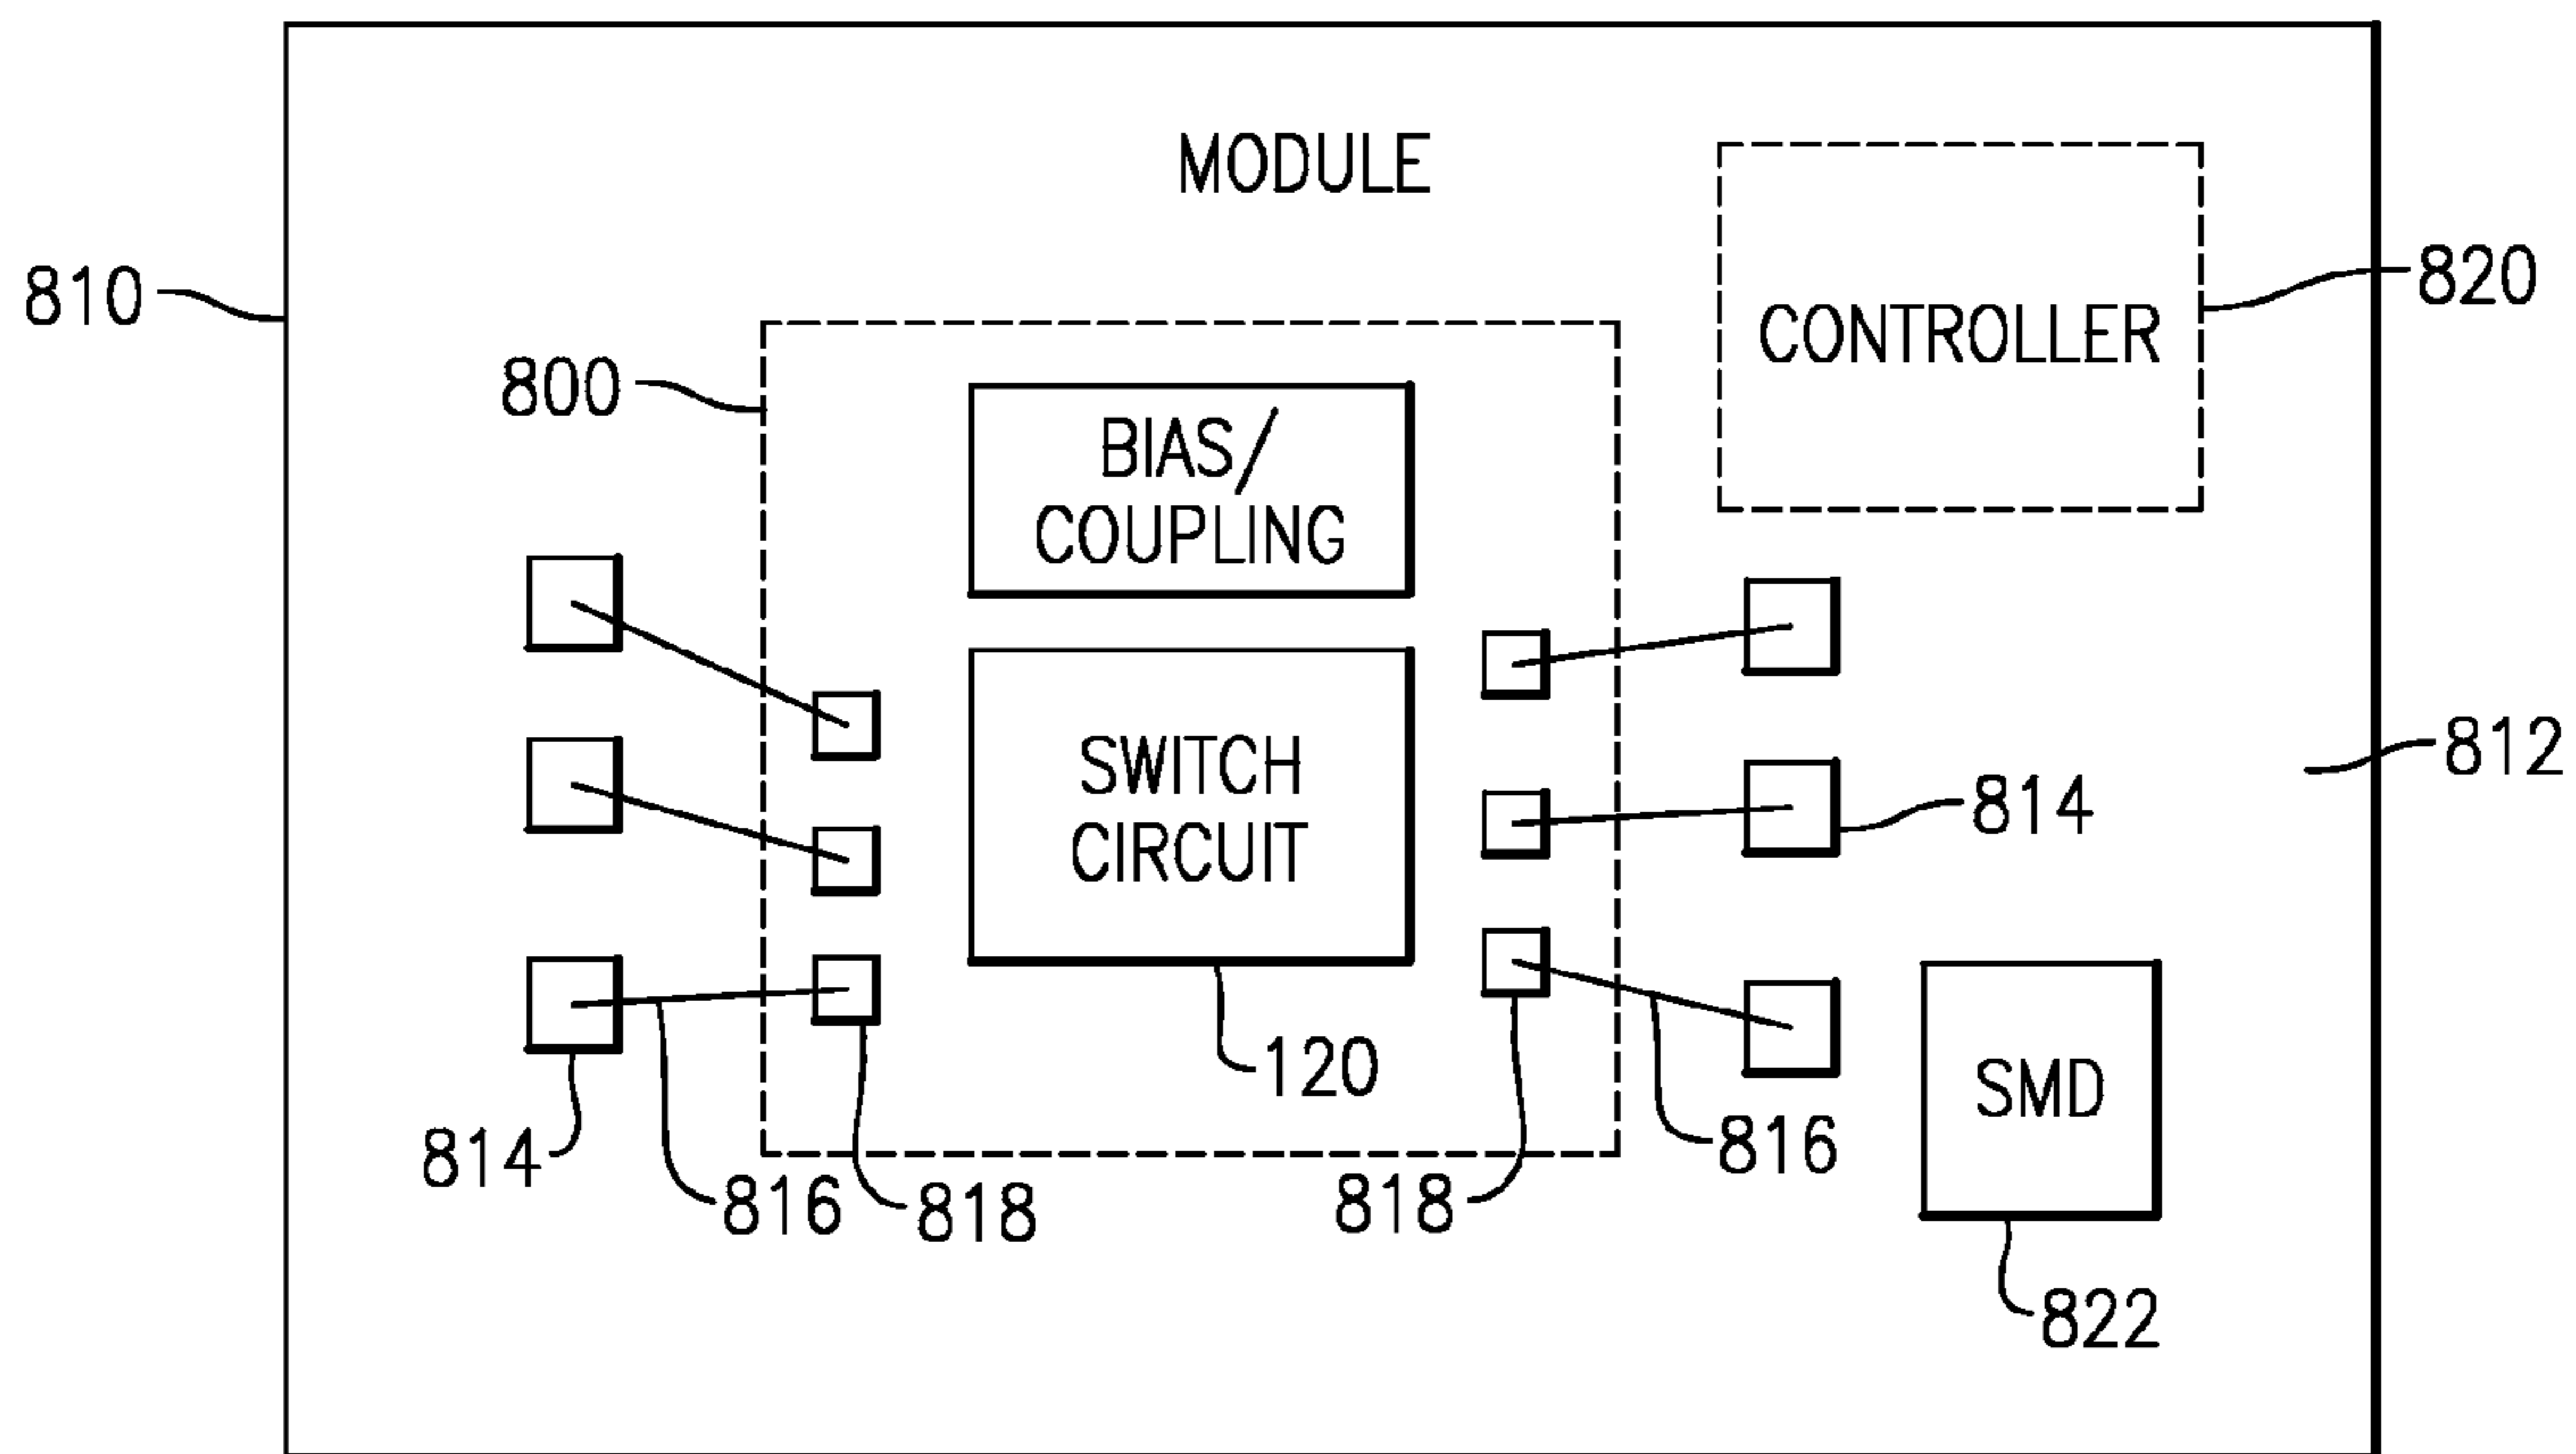 MODULE
810
820
CONTROLLER
800
BIAS/
COUPLING
812
SWITCH
CIRCUIT
814
120
SMD
814
816
816
818
818
822